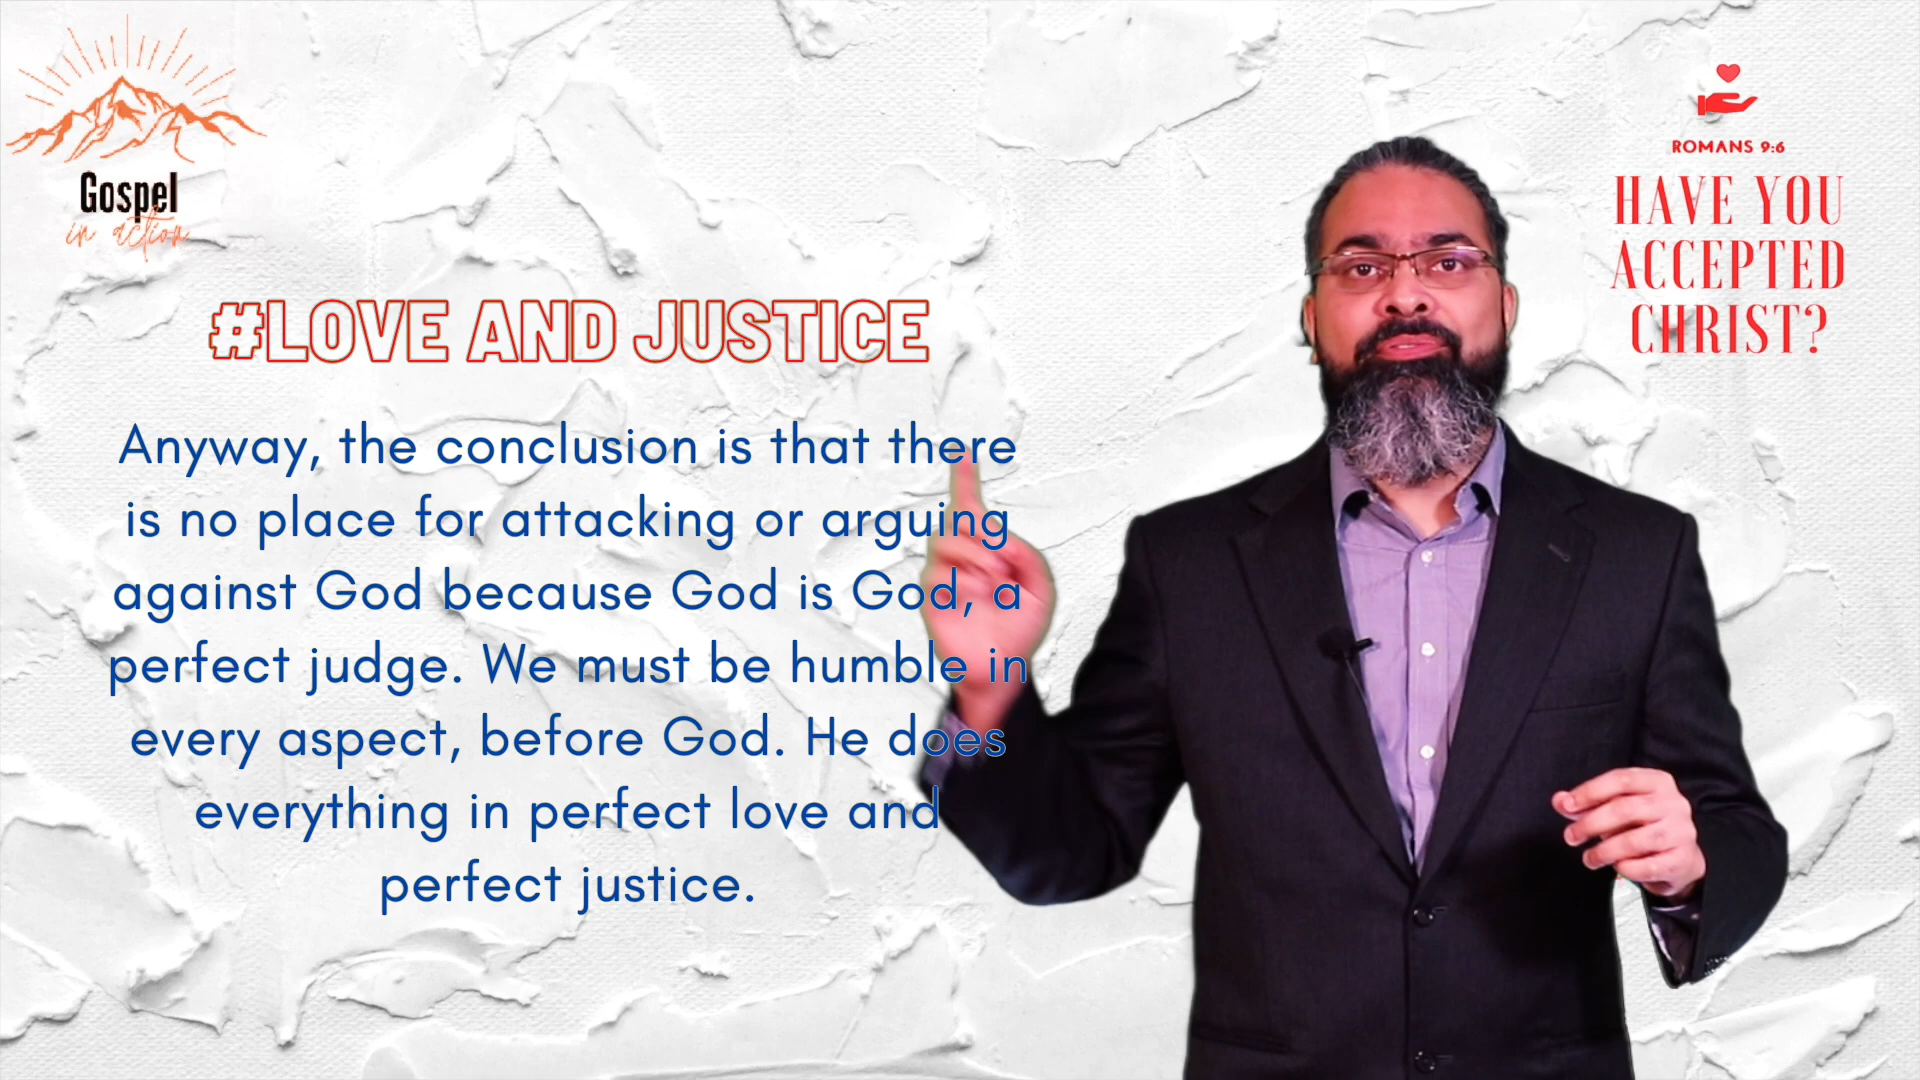 Gospel
in action
ROMANS 9:6
HAVE YOU
ACCEPTED
CHRIST?
#LOVE AND JUSTICE
Anyway, the conclusion is that there
is no place for attacking or arguing
against God because God is God, a
perfect judge. We must be humble in
every aspect, before God. He does
everything in perfect love and
perfect justice.